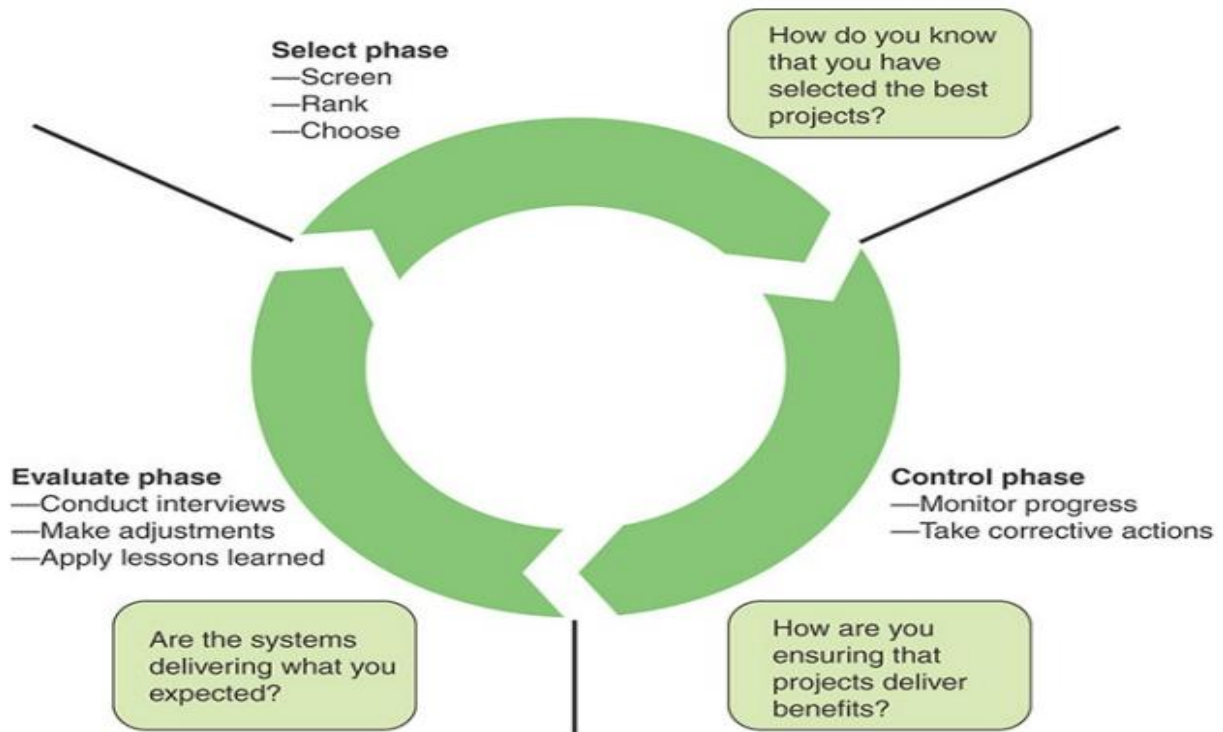 Select phase
—Screen
—Rank
—Choose
How do you know
that you have
selected the best
projects?
Evaluate phase
—Conduct interviews
—Make adjustments
—Apply lessons learned
Control phase
—Monitor progress
—Take corrective actions
Are the systems
delivering what you
expected?
How are you
ensuring that
projects deliver
benefits?